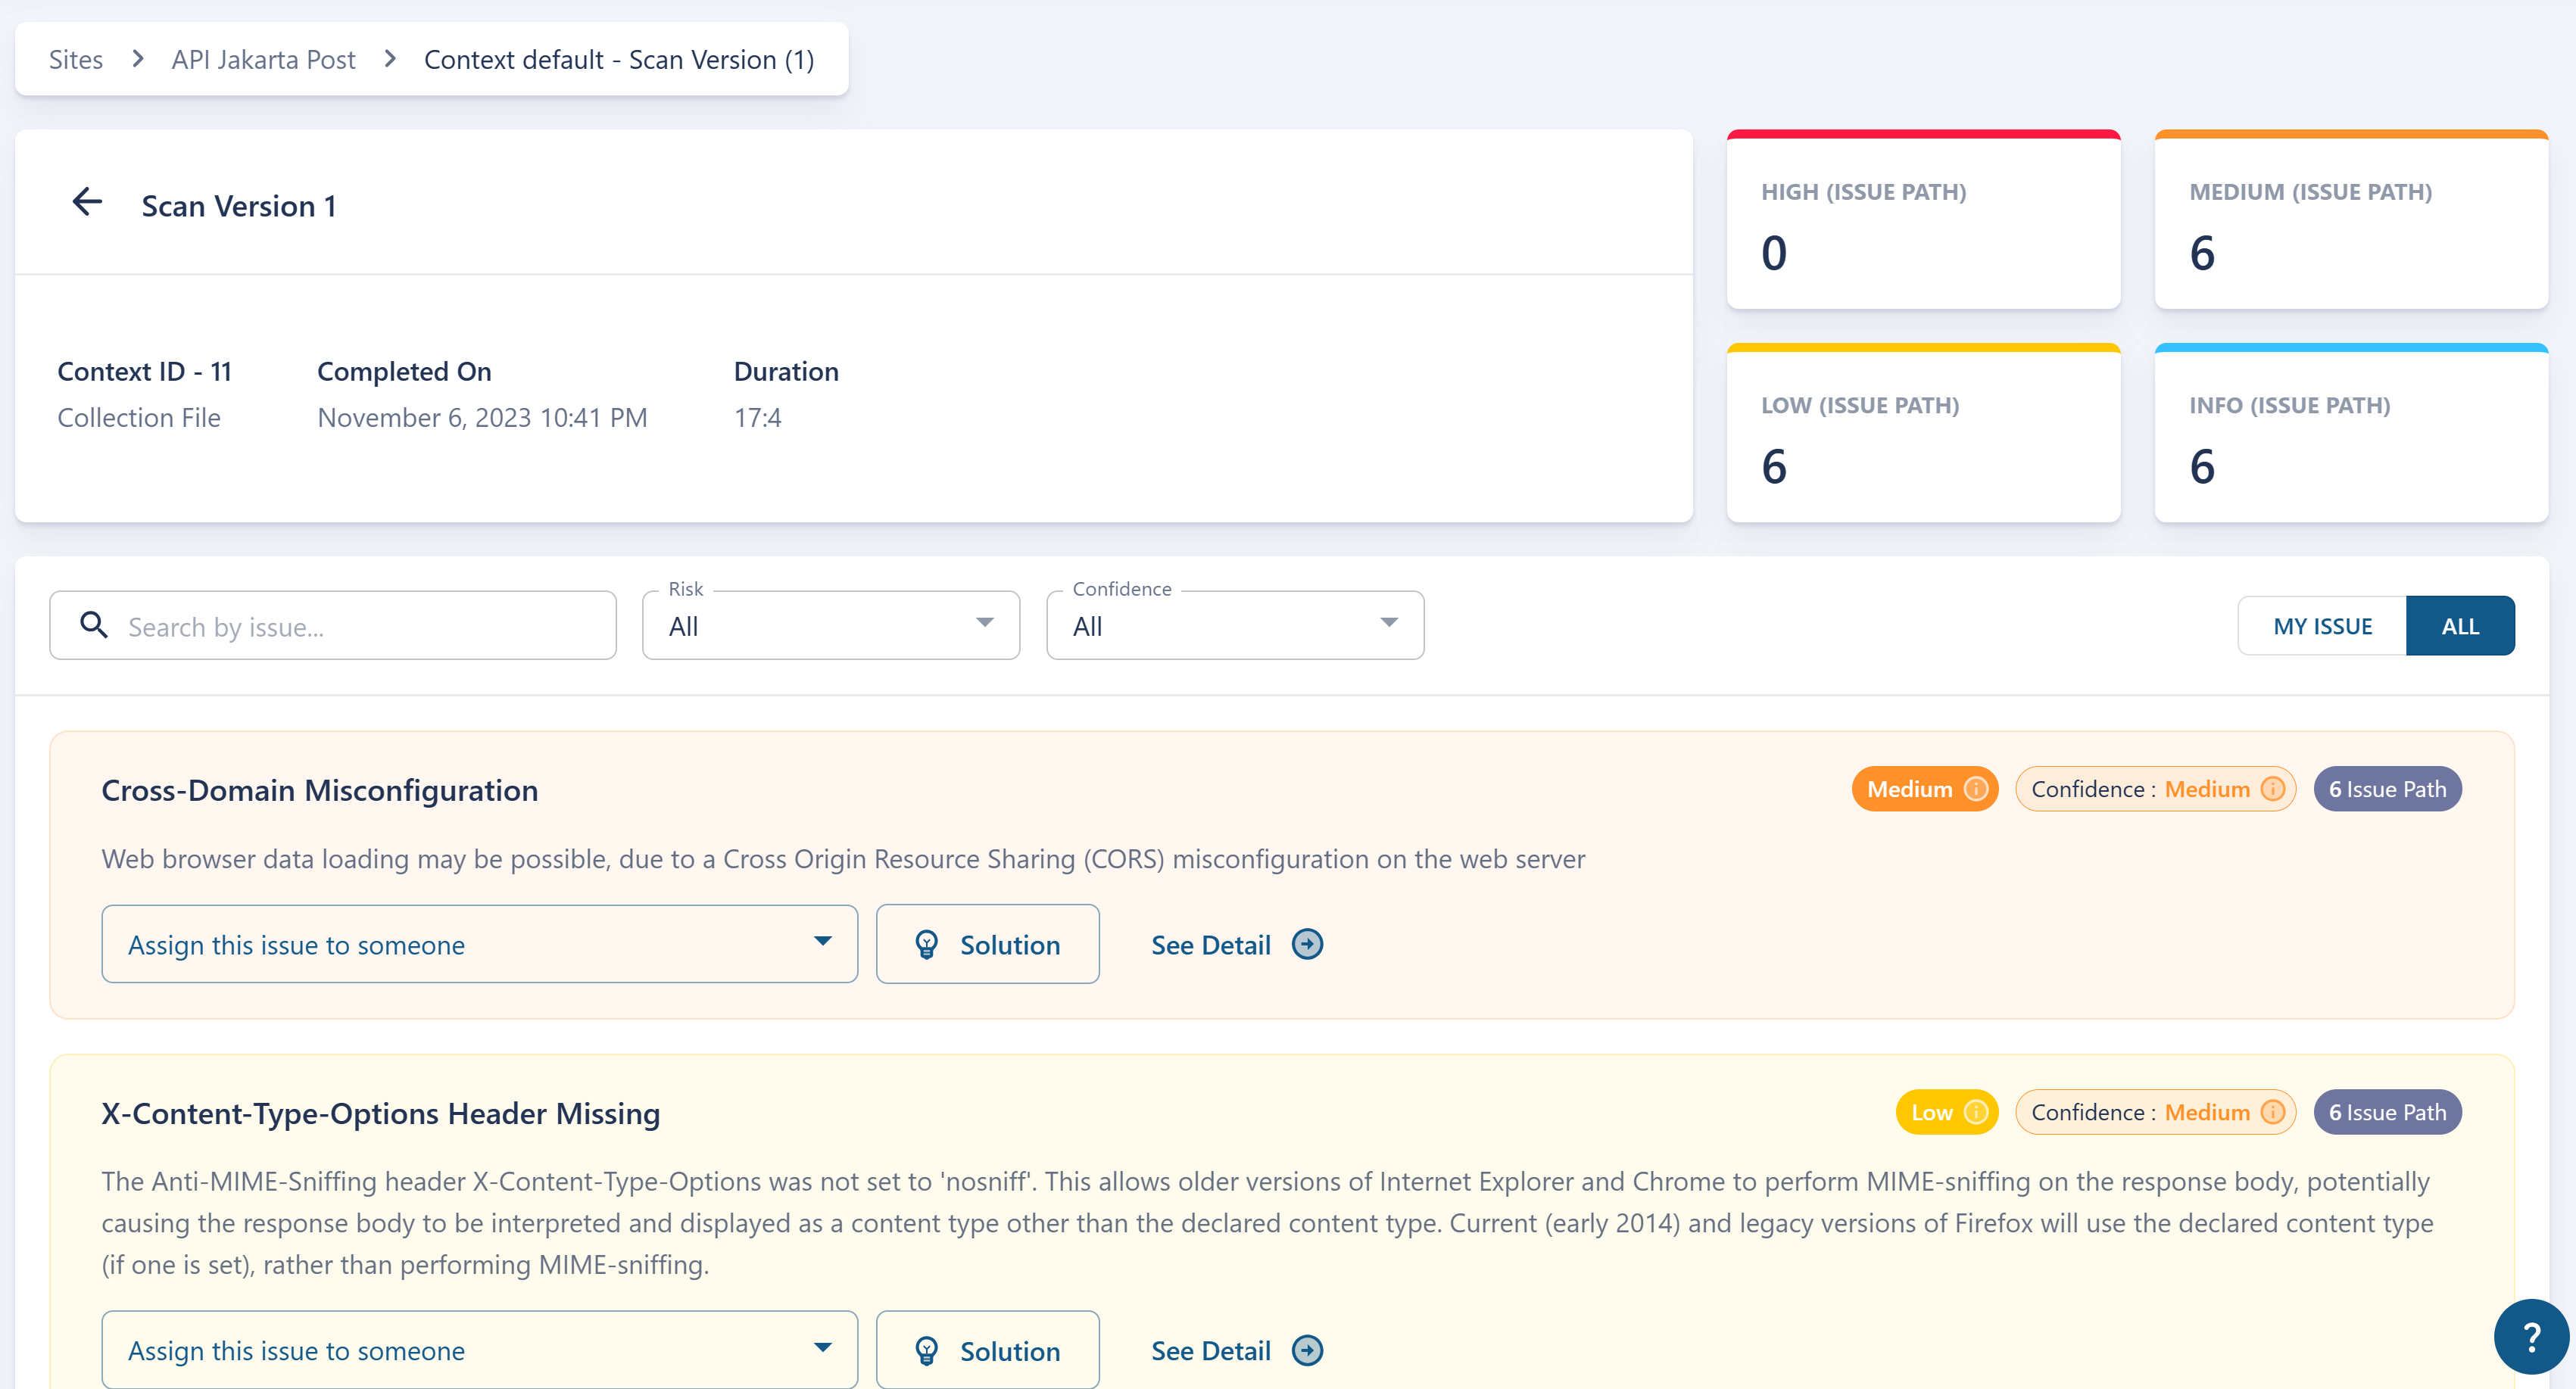 Sites > API Jakarta Post > Context default - Scan Version (1)
Scan Version 1
Context ID - 11
Collection File
Completed On
November 6, 2023 10:41 PM
Duration
17:4
HIGH (ISSUE PATH)
0
MEDIUM (ISSUE PATH)
6
LOW (ISSUE PATH)
6
INFO (ISSUE PATH)
6
Search by issue...
Risk
All
Confidence
All
MY ISSUE
ALL
Cross-Domain Misconfiguration
Medium
Confidence : Medium
6 Issue Path
Web browser data loading may be possible, due to a Cross Origin Resource Sharing (CORS) misconfiguration on the web server
Assign this issue to someone
Solution
See Detail
X-Content-Type-Options Header Missing
Low
Confidence : Medium
6 Issue Path
The Anti-MIME-Sniffing header X-Content-Type-Options was not set to 'nosniff'. This allows older versions of Internet Explorer and Chrome to perform MIME-sniffing on the response body, potentially
causing the response body to be interpreted and displayed as a content type other than the declared content type. Current (early 2014) and legacy versions of Firefox will use the declared content type
(if one is set), rather than performing MIME-sniffing.
Assign this issue to someone
Solution
See Detail
?